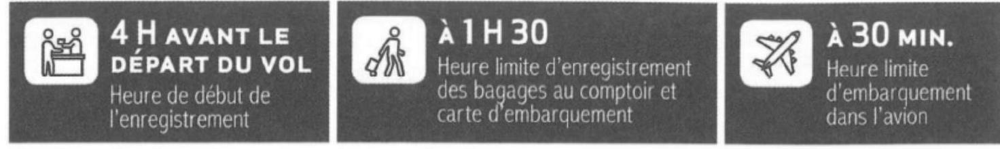 4 H AVANT LE
DÉPART DU VOL
Heure de début de
l'enregistrement
À 1 H 30
Heure limite d'enregistrement
des bagages au comptoir et
carte d'embarquement
À 30 MIN.
Heure limite
d'embarquement
dans l'avion